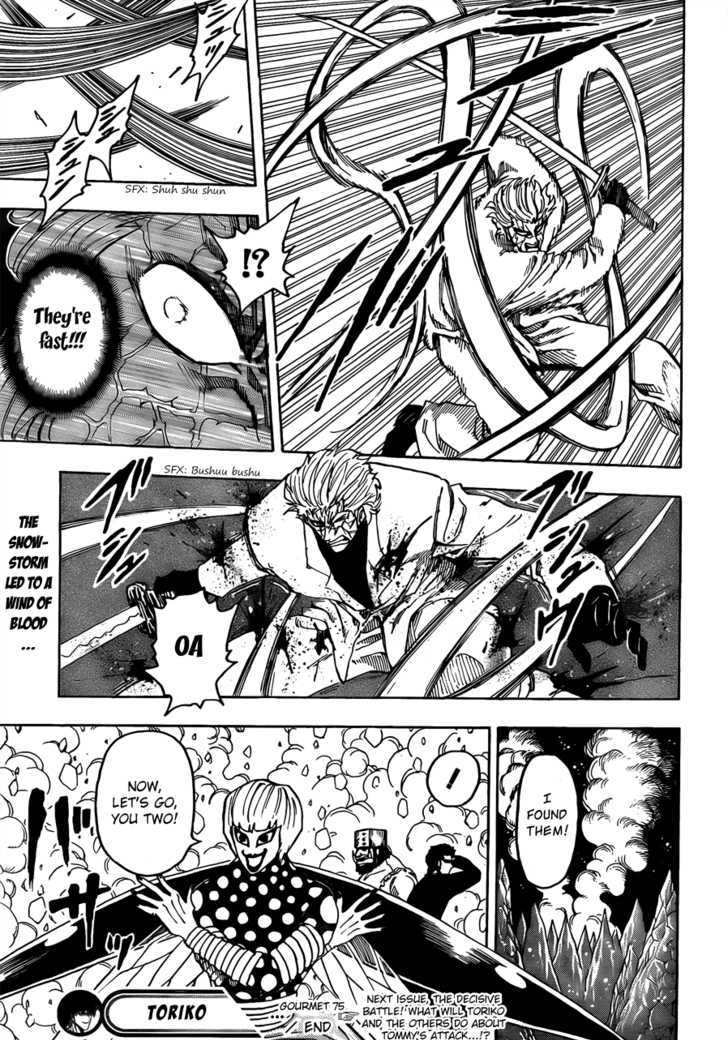 SFX: Shuh shu shun
!?
They're
fast!!!
SFX: Bushuu bushu
THE
SNOW-
STORM
LED TO A
WIND OF
BLOOD
...
OA
I
FOUND
THEM!
!
NOW,
LET'S GO,
YOU TWO!
TORIKO
GOURMET 75
...
END
NEXT ISSUE, THE DECISIVE
BATTLE! WHAT WILL TORIKO
AND THE OTHERS DO ABOUT
TOMMY'S ATTACK...!?